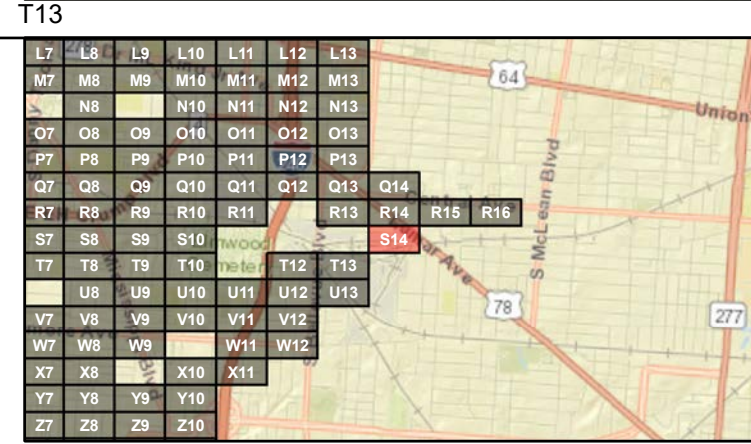 T13
L7 L8 L9 L10 L11 L12 L13
M7 M8 M9 M10 M11 M12 M13
64
N8 N10 N11 N12 N13
Union
O7 O8 O9 O10 O11 O12 O13
P7 P8 P9 P10 P11 P12 P13
Q7 Q8 Q9 Q10 Q11 Q12 Q13 Q14
R7 R8 R9 R10 R11 R13 R14 R15 R16
S McLean Blvd
S7 S8 S9 S10 S14
T7 T8 T9 T10 T12 T13
Ave
U8 U9 U10 U11 U12 U13
78
277
V7 V8 V9 V10 V11 V12
W7 W8 W9 W11 W12
X7 X8 X10 X11
Blvd
Y7 Y8 Y9 Y10
Z7 Z8 Z9 Z10